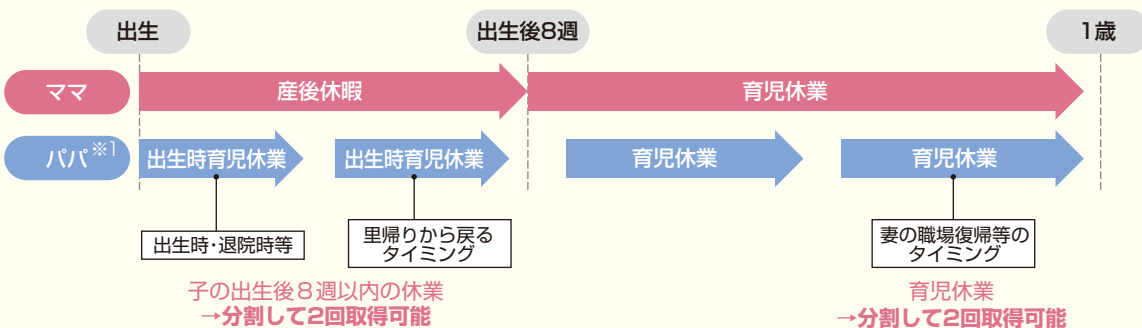 出生
出生後8週
1歳
ママ
産後休暇
育児休業
パパ※1
出生時育児休業
出生時育児休業
育児休業
育児休業
出生時・退院時等
里帰りから戻る
タイミング
妻の職場復帰等の
タイミング
子の出生後8週以内の休業
→分割して2回取得可能
育児休業
→分割して2回取得可能